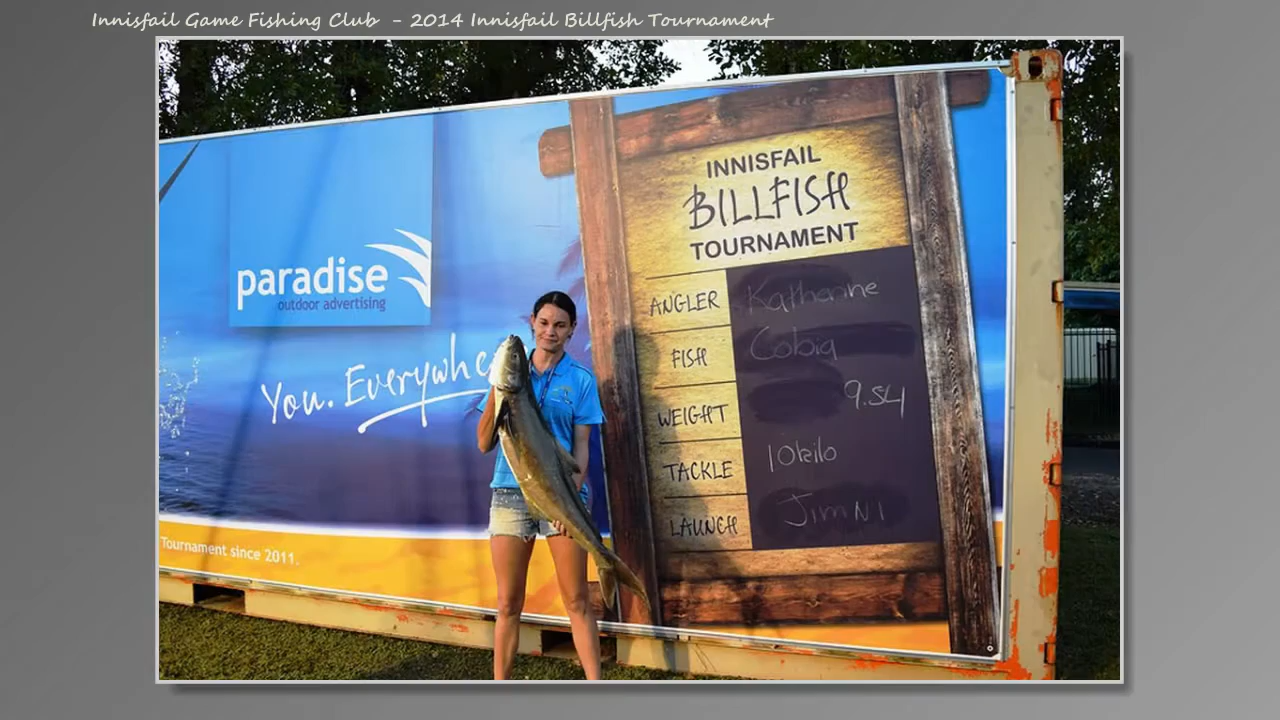 Innisfail Game Fishing Club - 2014 Innisfail Billfish Tournament
INNISFAIL
BILLFISH
TOURNAMENT
paradise
outdoor advertising
You. Everywhe
ANGLER Katherine
FISH Cobia
WEIGHT 9.54
TACKLE 10kilo
LAUNCH Jim N1
Tournament since 2011.